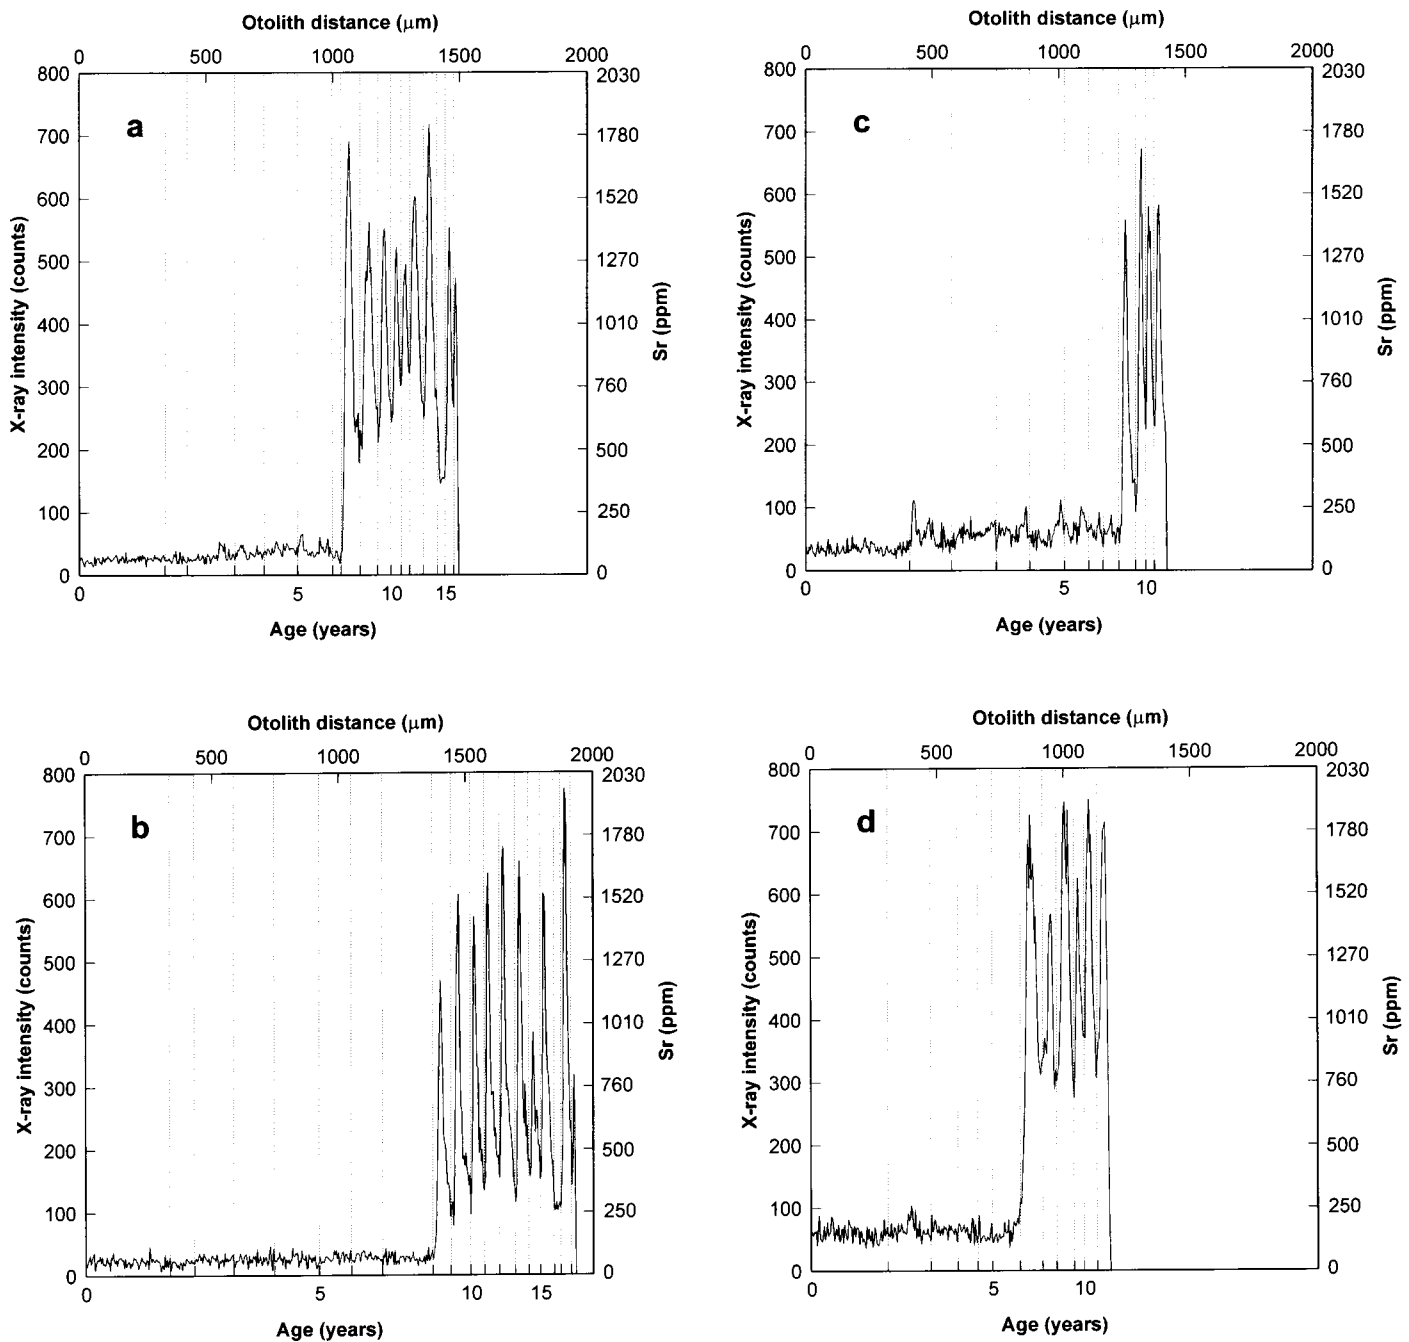 Otolith distance (μm)
0 500 1000 1500 2000
800 2030
a
700 1780
600 1520
500 1270
400 1010
300 760
200 500
100 250
0 0
X-ray intensity (counts)
Sr (ppm)
0 5 10 15
Age (years)
Otolith distance (μm)
0 500 1000 1500 2000
800 2030
c
700 1780
600 1520
500 1270
400 1010
300 760
200 500
100 250
0 0
X-ray intensity (counts)
Sr (ppm)
0 5 10
Age (years)
Otolith distance (μm)
0 500 1000 1500 2000
800 2030
b
700 1780
600 1520
500 1270
400 1010
300 760
200 500
100 250
0 0
X-ray intensity (counts)
Sr (ppm)
0 5 10 15
Age (years)
Otolith distance (μm)
0 500 1000 1500 2000
800 2030
d
700 1780
600 1520
500 1270
400 1010
300 760
200 500
100 250
0 0
X-ray intensity (counts)
Sr (ppm)
0 5 10
Age (years)